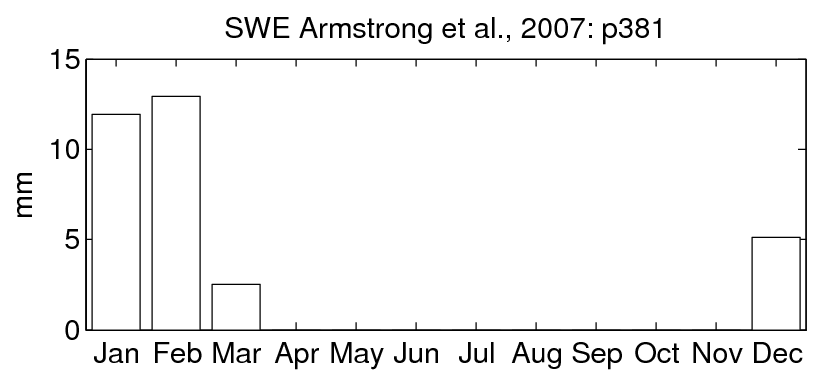 SWE Armstrong et al., 2007: p381
15
10
5
0
mm
Jan Feb Mar Apr May Jun Jul Aug Sep Oct Nov Dec